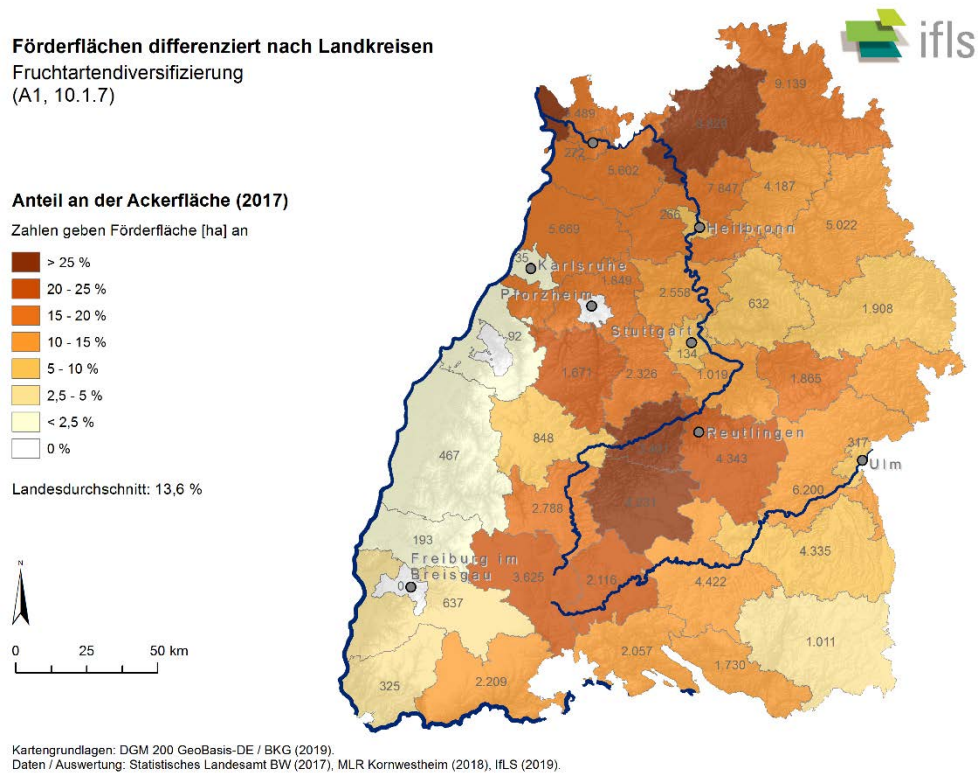 Förderflächen differenziert nach Landkreisen
Fruchtartendiversifizierung
(A1, 10.1.7)
ifls
Anteil an der Ackerfläche (2017)
Zahlen geben Förderfläche [ha] an
> 25 %
20 - 25 %
15 - 20 %
10 - 15 %
5 - 10 %
2,5 - 5 %
< 2,5 %
0 %
Landesdurchschnitt: 13,6 %
N
0 25 50 km
9.139
272
5.602
7.847
4.187
266
5.022
Heilbronn
5.669
35
Karlsruhe
1.849
2.558
632
1.908
Pforzheim
92
Stuttgart
134
1.671
2.326
1.019
1.865
848
Reutlingen
467
4.343
317
Ulm
6.200
2.788
193
4.335
Freiburg im
Breisgau
0
3.625
2.116
4.422
637
1.011
2.057
1.730
325
2.209
Kartengrundlagen: DGM 200 GeoBasis-DE / BKG (2019).
Daten / Auswertung: Statistisches Landesamt BW (2017), MLR Kornwestheim (2018), IfLS (2019).